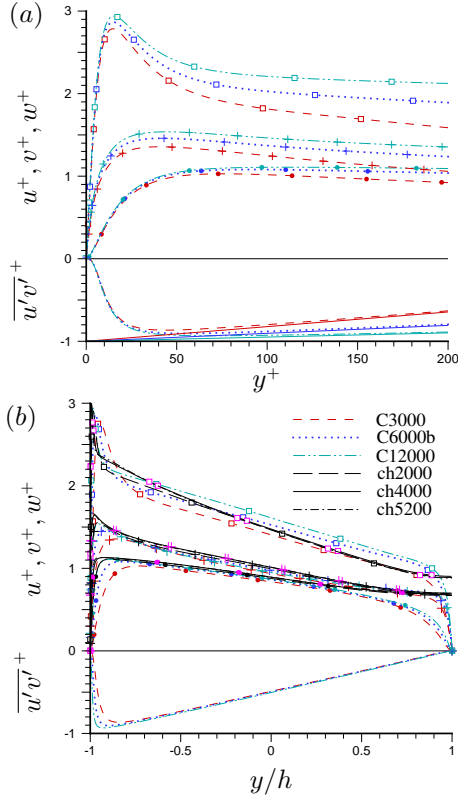 (a)
3
2
1
0
-1
u⁺, v⁺, w⁺
u′v′⁺
0 50 100 150 200
y⁺
(b)
3
2
1
0
-1
u⁺, v⁺, w⁺
u′v′⁺
C3000
C6000b
C12000
ch2000
ch4000
ch5200
-1 -0.5 0 0.5 1
y/h